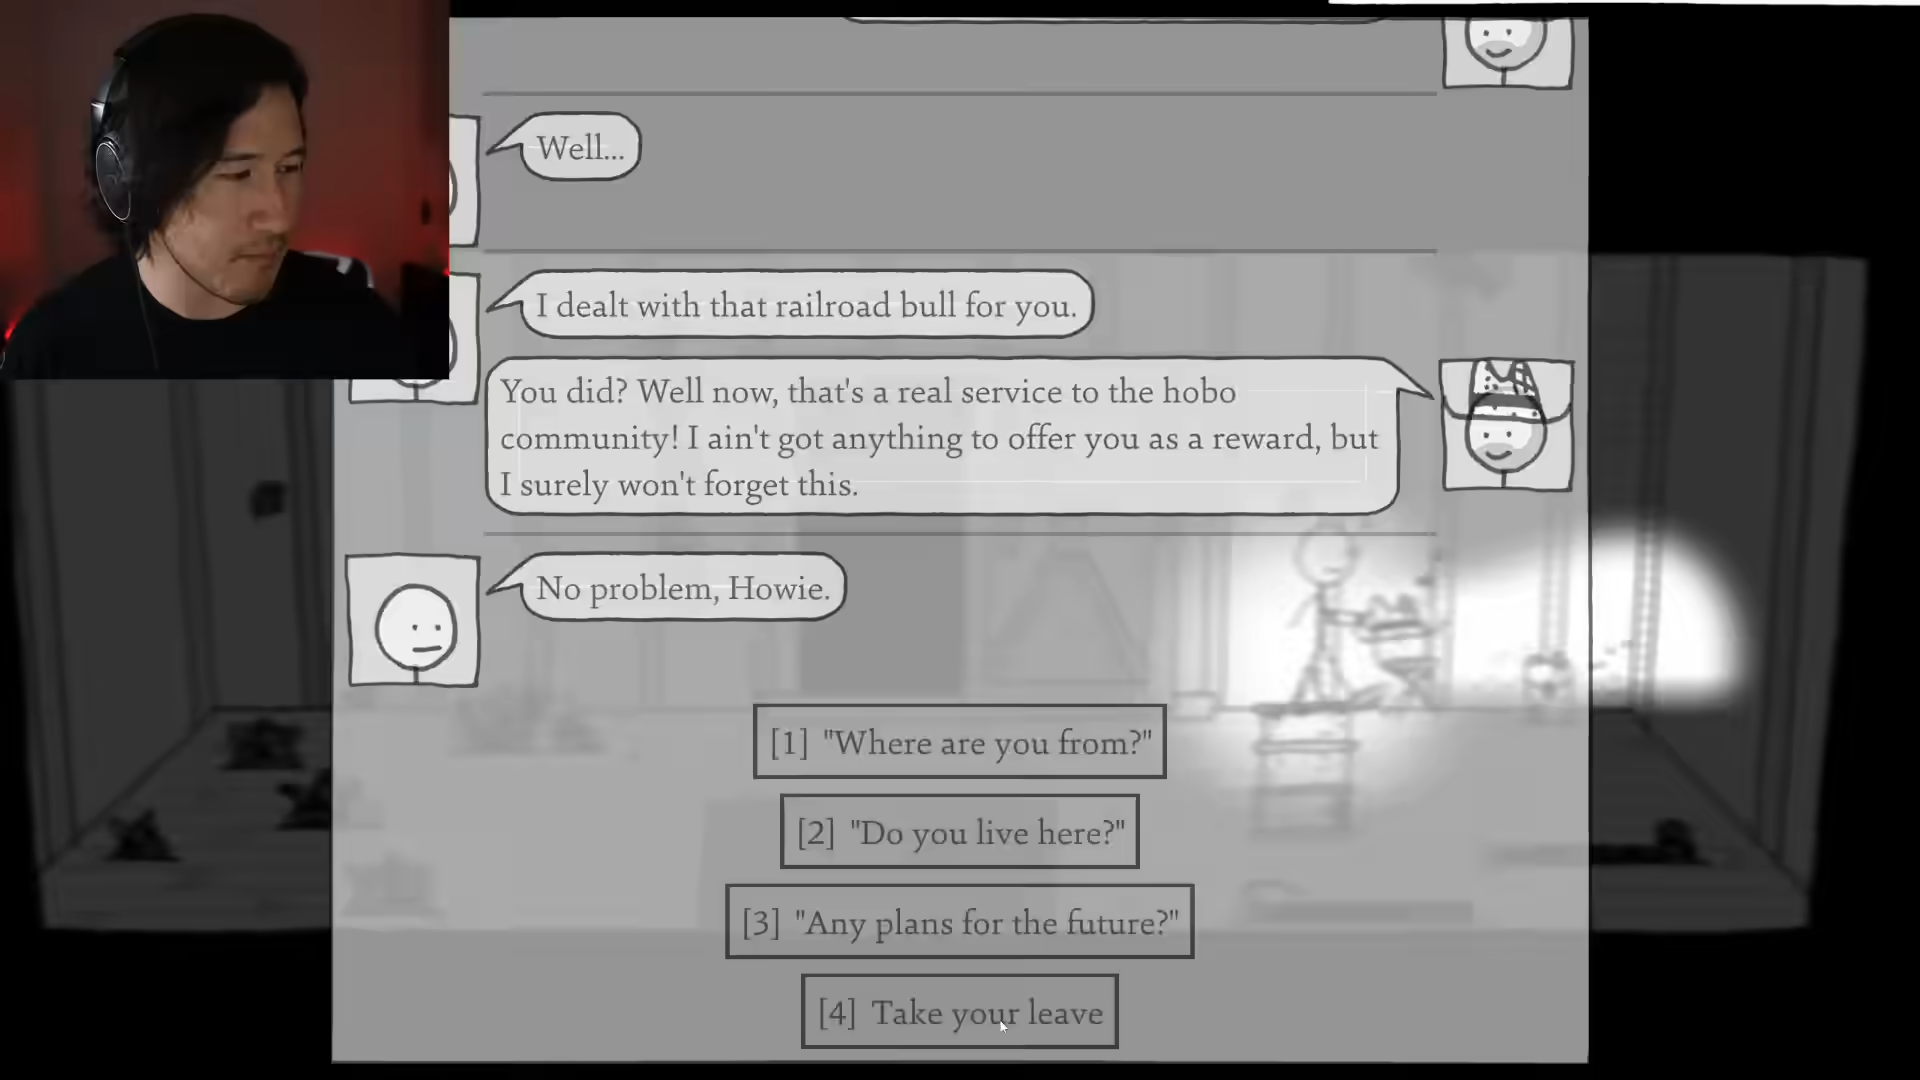 Well...
I dealt with that railroad bull for you.
You did? Well now, that's a real service to the hobo
community! I ain't got anything to offer you as a reward, but
I surely won't forget this.
No problem, Howie.
[1] "Where are you from?"
[2] "Do you live here?"
[3] "Any plans for the future?"
[4] Take your leave